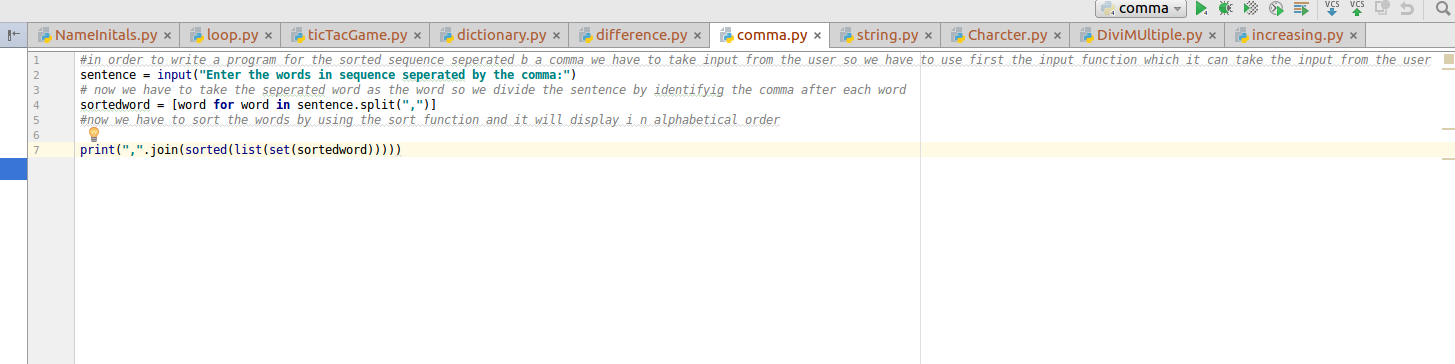 comma
VCS VCS
NameInitals.py loop.py ticTacGame.py dictionary.py difference.py comma.py string.py Charcter.py DiviMUltiple.py increasing.py
1 #in order to write a program for the sorted sequence seperated b a comma we have to take input from the user so we have to use first the input function which it can take the input from the user
2 sentence = input("Enter the words in sequence seperated by the comma:")
3 # now we have to take the seperated word as the word so we divide the sentence by identifyig the comma after each word
4 sortedword = [word for word in sentence.split(",")]
5 #now we have to sort the words by using the sort function and it will display i n alphabetical order
6
7 print(",".join(sorted(list(set(sortedword)))))